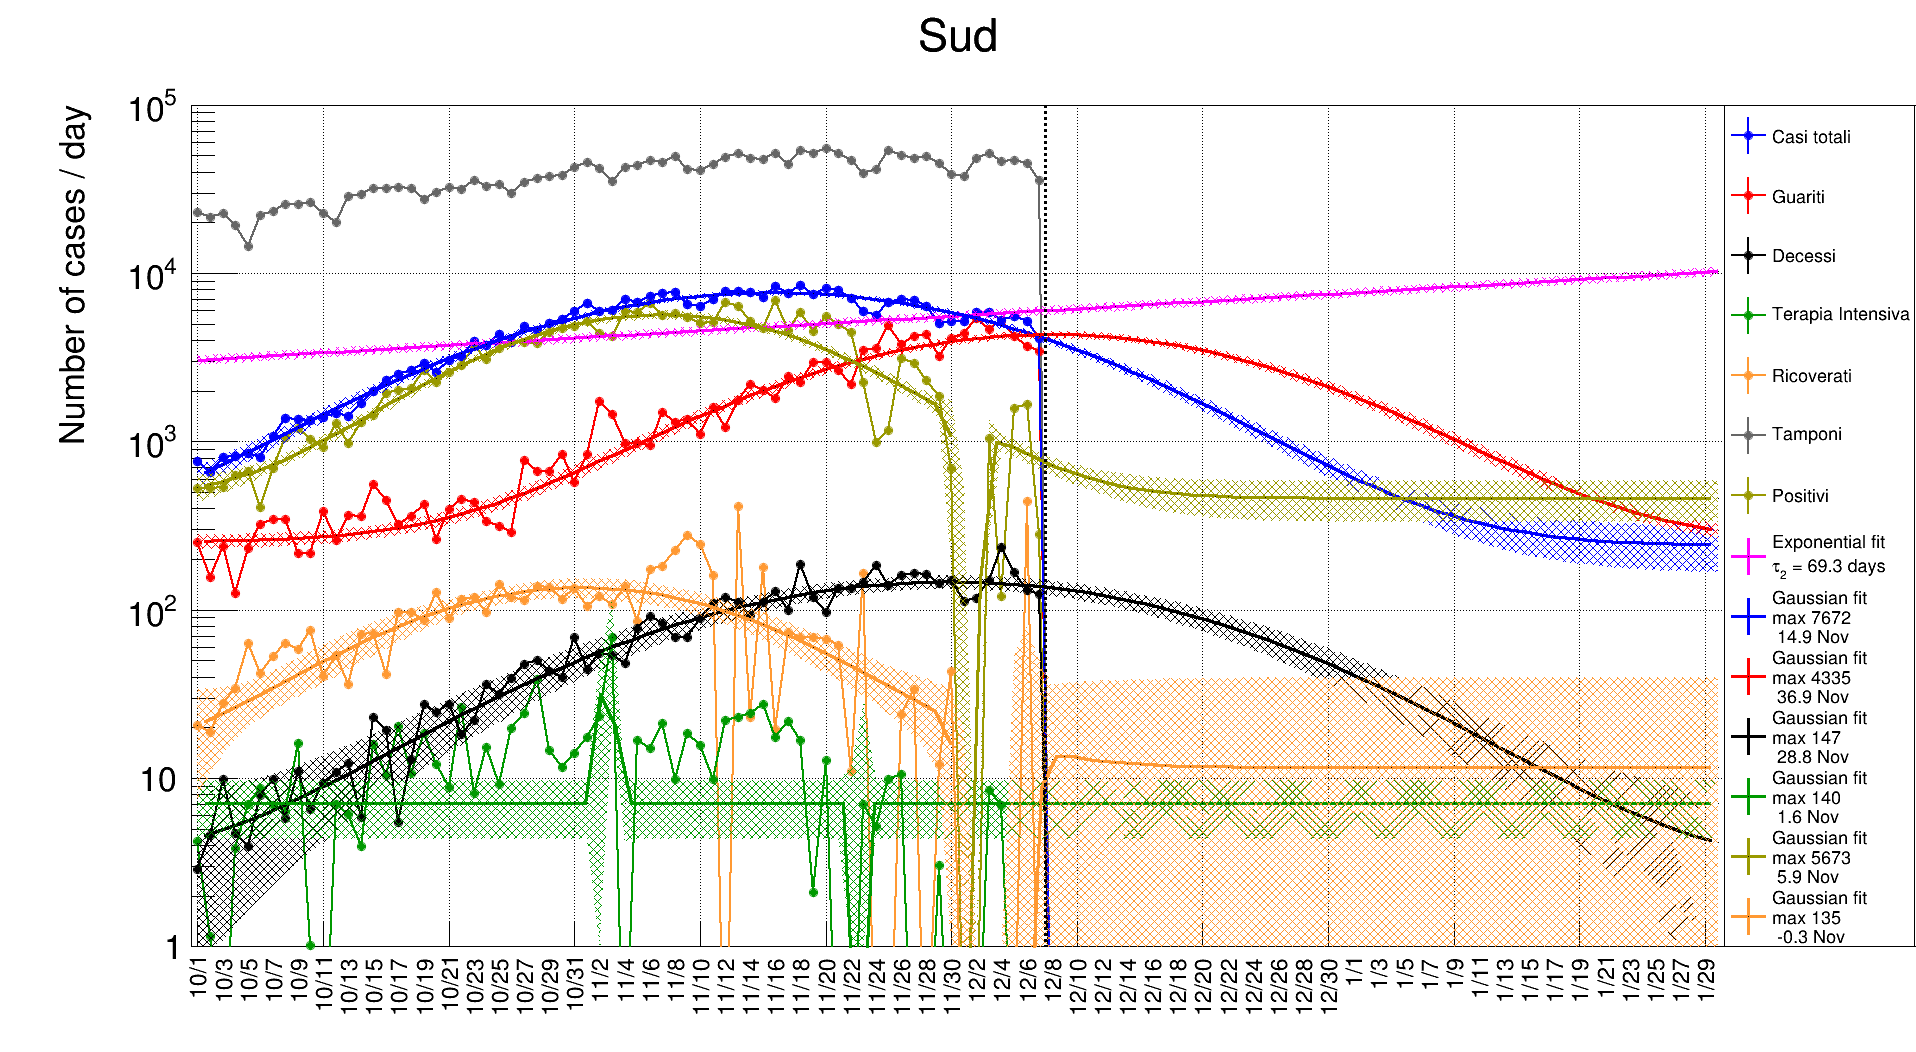 Sud
Number of cases / day
10^5
10^4
10^3
10^2
10
1
10/1 10/3 10/5 10/7 10/9 10/11 10/13 10/15 10/17 10/19 10/21 10/23 10/25 10/27 10/29 10/31 11/2 11/4 11/6 11/8 11/10 11/12 11/14 11/16 11/18 11/20 11/22 11/24 11/26 11/28 11/30 12/2 12/4 12/6 12/8 12/10 12/12 12/14 12/16 12/18 12/20 12/22 12/24 12/26 12/28 12/30 1/1 1/3 1/5 1/7 1/9 1/11 1/13 1/15 1/17 1/19 1/21 1/23 1/25 1/27 1/29
Casi totali
Guariti
Decessi
Terapia Intensiva
Ricoverati
Tamponi
Positivi
Exponential fit
τ2 = 69.3 days
Gaussian fit
max 7672
14.9 Nov
Gaussian fit
max 4335
36.9 Nov
Gaussian fit
max 147
28.8 Nov
Gaussian fit
max 140
1.6 Nov
Gaussian fit
max 5673
5.9 Nov
Gaussian fit
max 135
-0.3 Nov